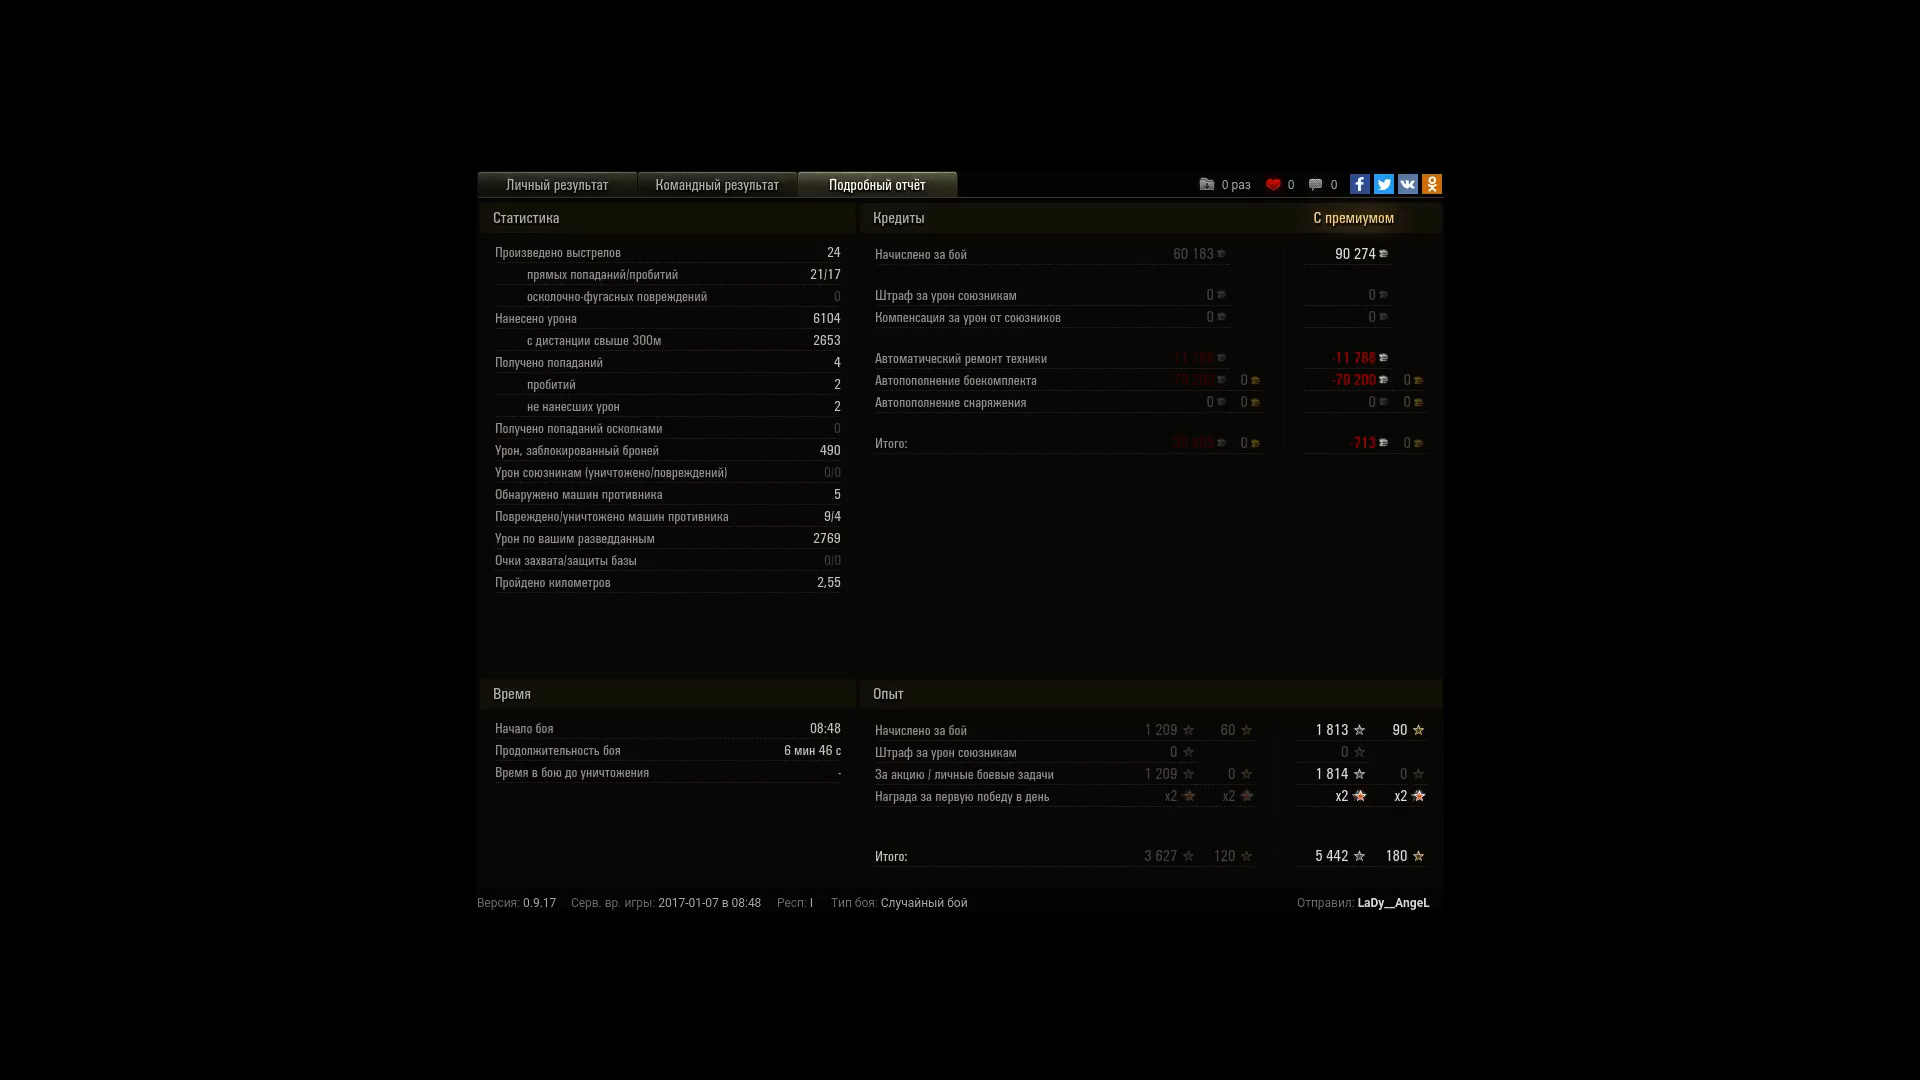 Личный результат Командный результат Подробный отчёт 0 раз 0 0
Статистика
Произведено выстрелов 24
прямых попаданий/пробитий 21/17
осколочно-фугасных повреждений 0
Нанесено урона 6104
с дистанции свыше 300м 2653
Получено попаданий 4
пробитий 2
не нанесших урон 2
Получено попаданий осколками 0
Урон, заблокированный броней 490
Урон союзникам (уничтожено/повреждений) 0/0
Обнаружено машин противника 5
Повреждено/уничтожено машин противника 9/4
Урон по вашим разведданным 2769
Очки захвата/защиты базы 0/0
Пройдено километров 2,55
Кредиты С премиумом
Начислено за бой 60 183 90 274
Штраф за урон союзникам 0 0
Компенсация за урон от союзников 0 0
Автоматический ремонт техники -11 788
Автопополнение боекомплекта 0 -79 200 0
Автопополнение снаряжения 0 0 0 0
Итого: 0 -713 0
Время
Начало боя 08:48
Продолжительность боя 6 мин 46 с
Время в бою до уничтожения -
Опыт
Начислено за бой 1 209 60 1 813 90
Штраф за урон союзникам 0 0
За акцию / личные боевые задачи 1 209 0 1 814 0
Награда за первую победу в день x2 x2 x2 x2
Итого: 3 627 120 5 442 180
Версия: 0.9.17 Серв. вр. игры: 2017-01-07 в 08:48 Респ: I Тип боя: Случайный бой Отправил: LaDy__AngeL